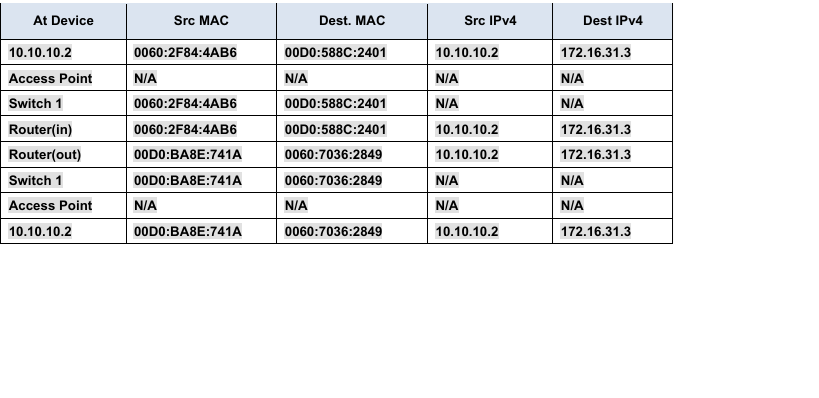 At Device Src MAC Dest. MAC Src IPv4 Dest IPv4
10.10.10.2 0060:2F84:4AB6 00D0:588C:2401 10.10.10.2 172.16.31.3
Access Point N/A N/A N/A N/A
Switch 1 0060:2F84:4AB6 00D0:588C:2401 N/A N/A
Router(in) 0060:2F84:4AB6 00D0:588C:2401 10.10.10.2 172.16.31.3
Router(out) 00D0:BA8E:741A 0060:7036:2849 10.10.10.2 172.16.31.3
Switch 1 00D0:BA8E:741A 0060:7036:2849 N/A N/A
Access Point N/A N/A N/A N/A
10.10.10.2 00D0:BA8E:741A 0060:7036:2849 10.10.10.2 172.16.31.3